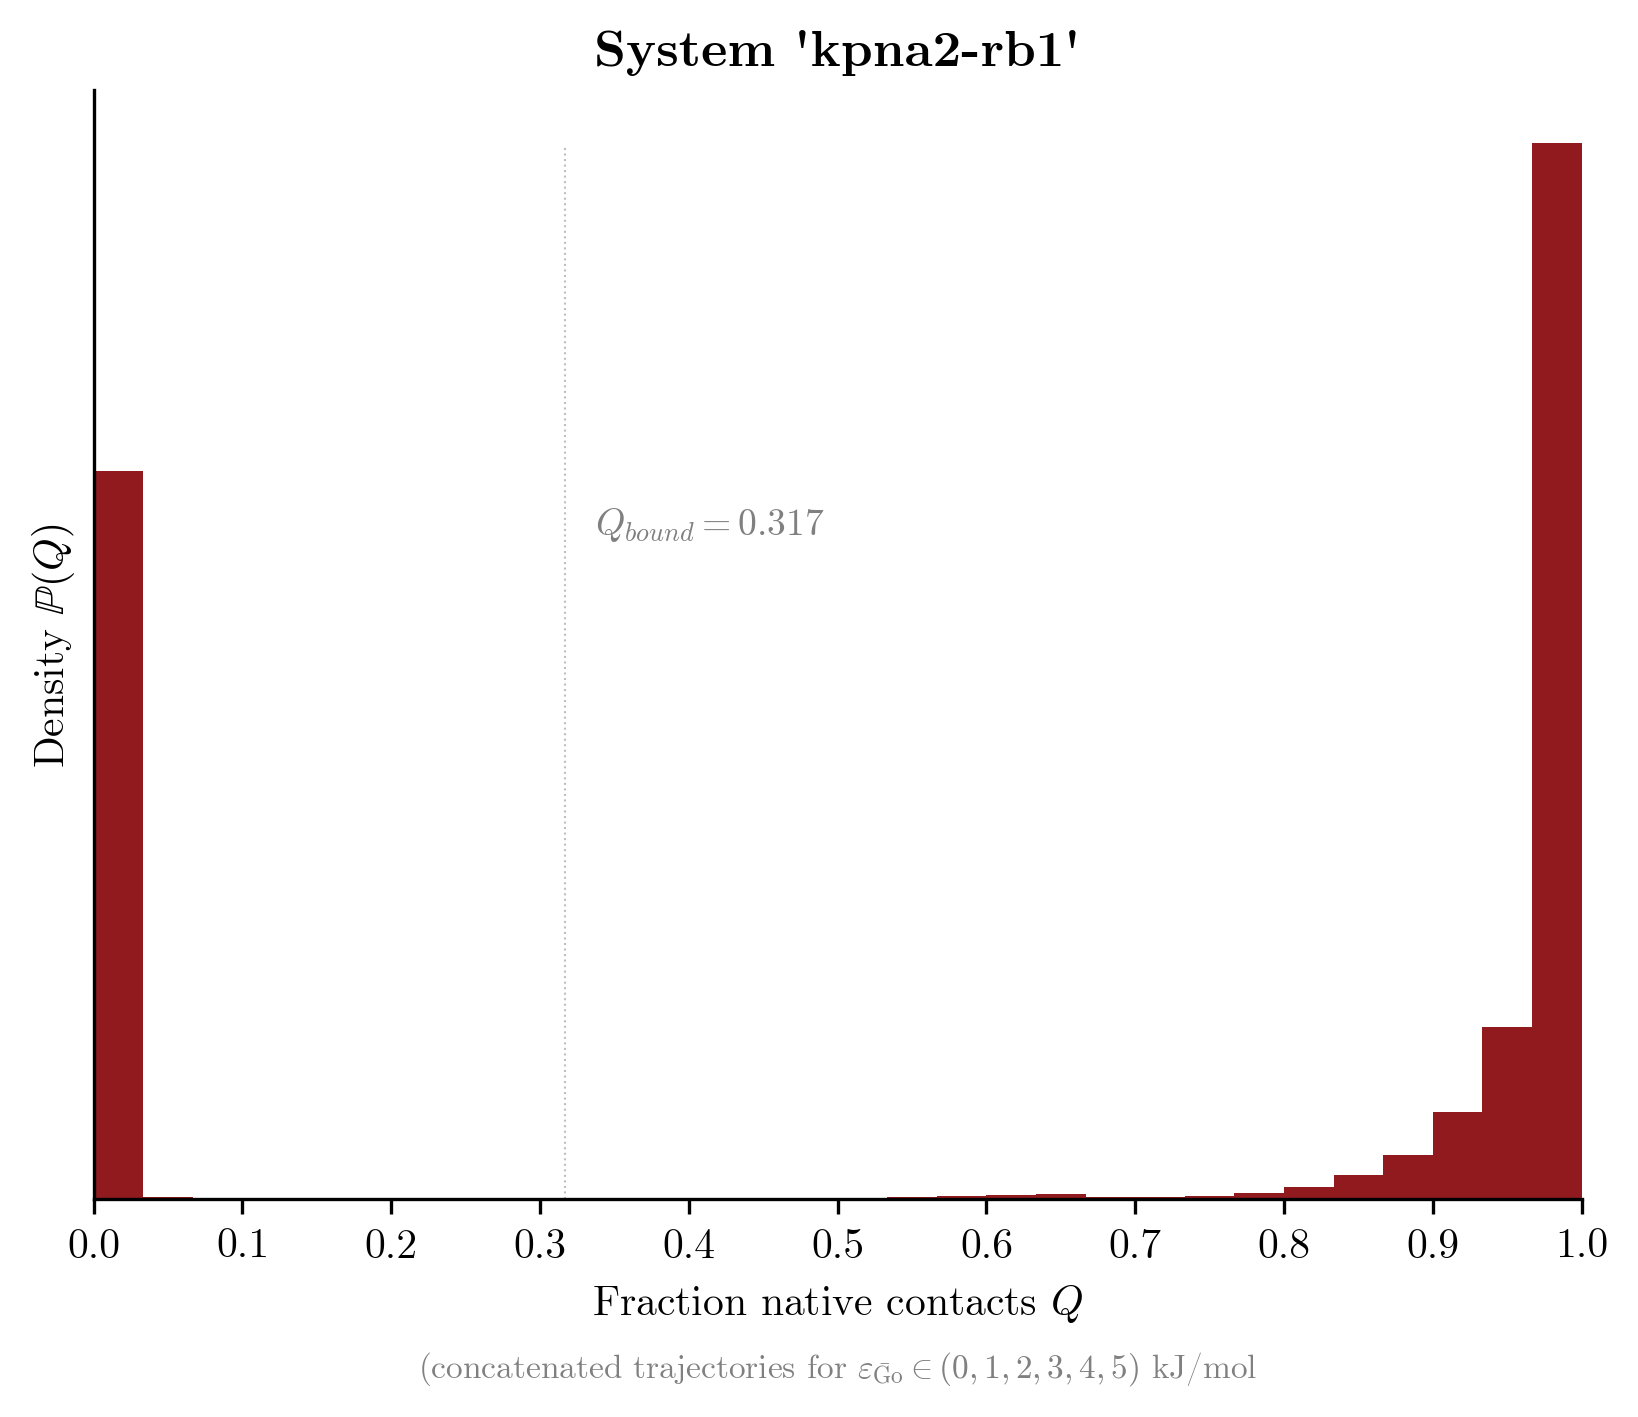 System 'kpna2-rb1'
Density ℙ(Q)
Q_bound = 0.317
0.0 0.1 0.2 0.3 0.4 0.5 0.6 0.7 0.8 0.9 1.0
Fraction native contacts Q
(concatenated trajectories for ε_Ḡo ∈ (0, 1, 2, 3, 4, 5) kJ/mol